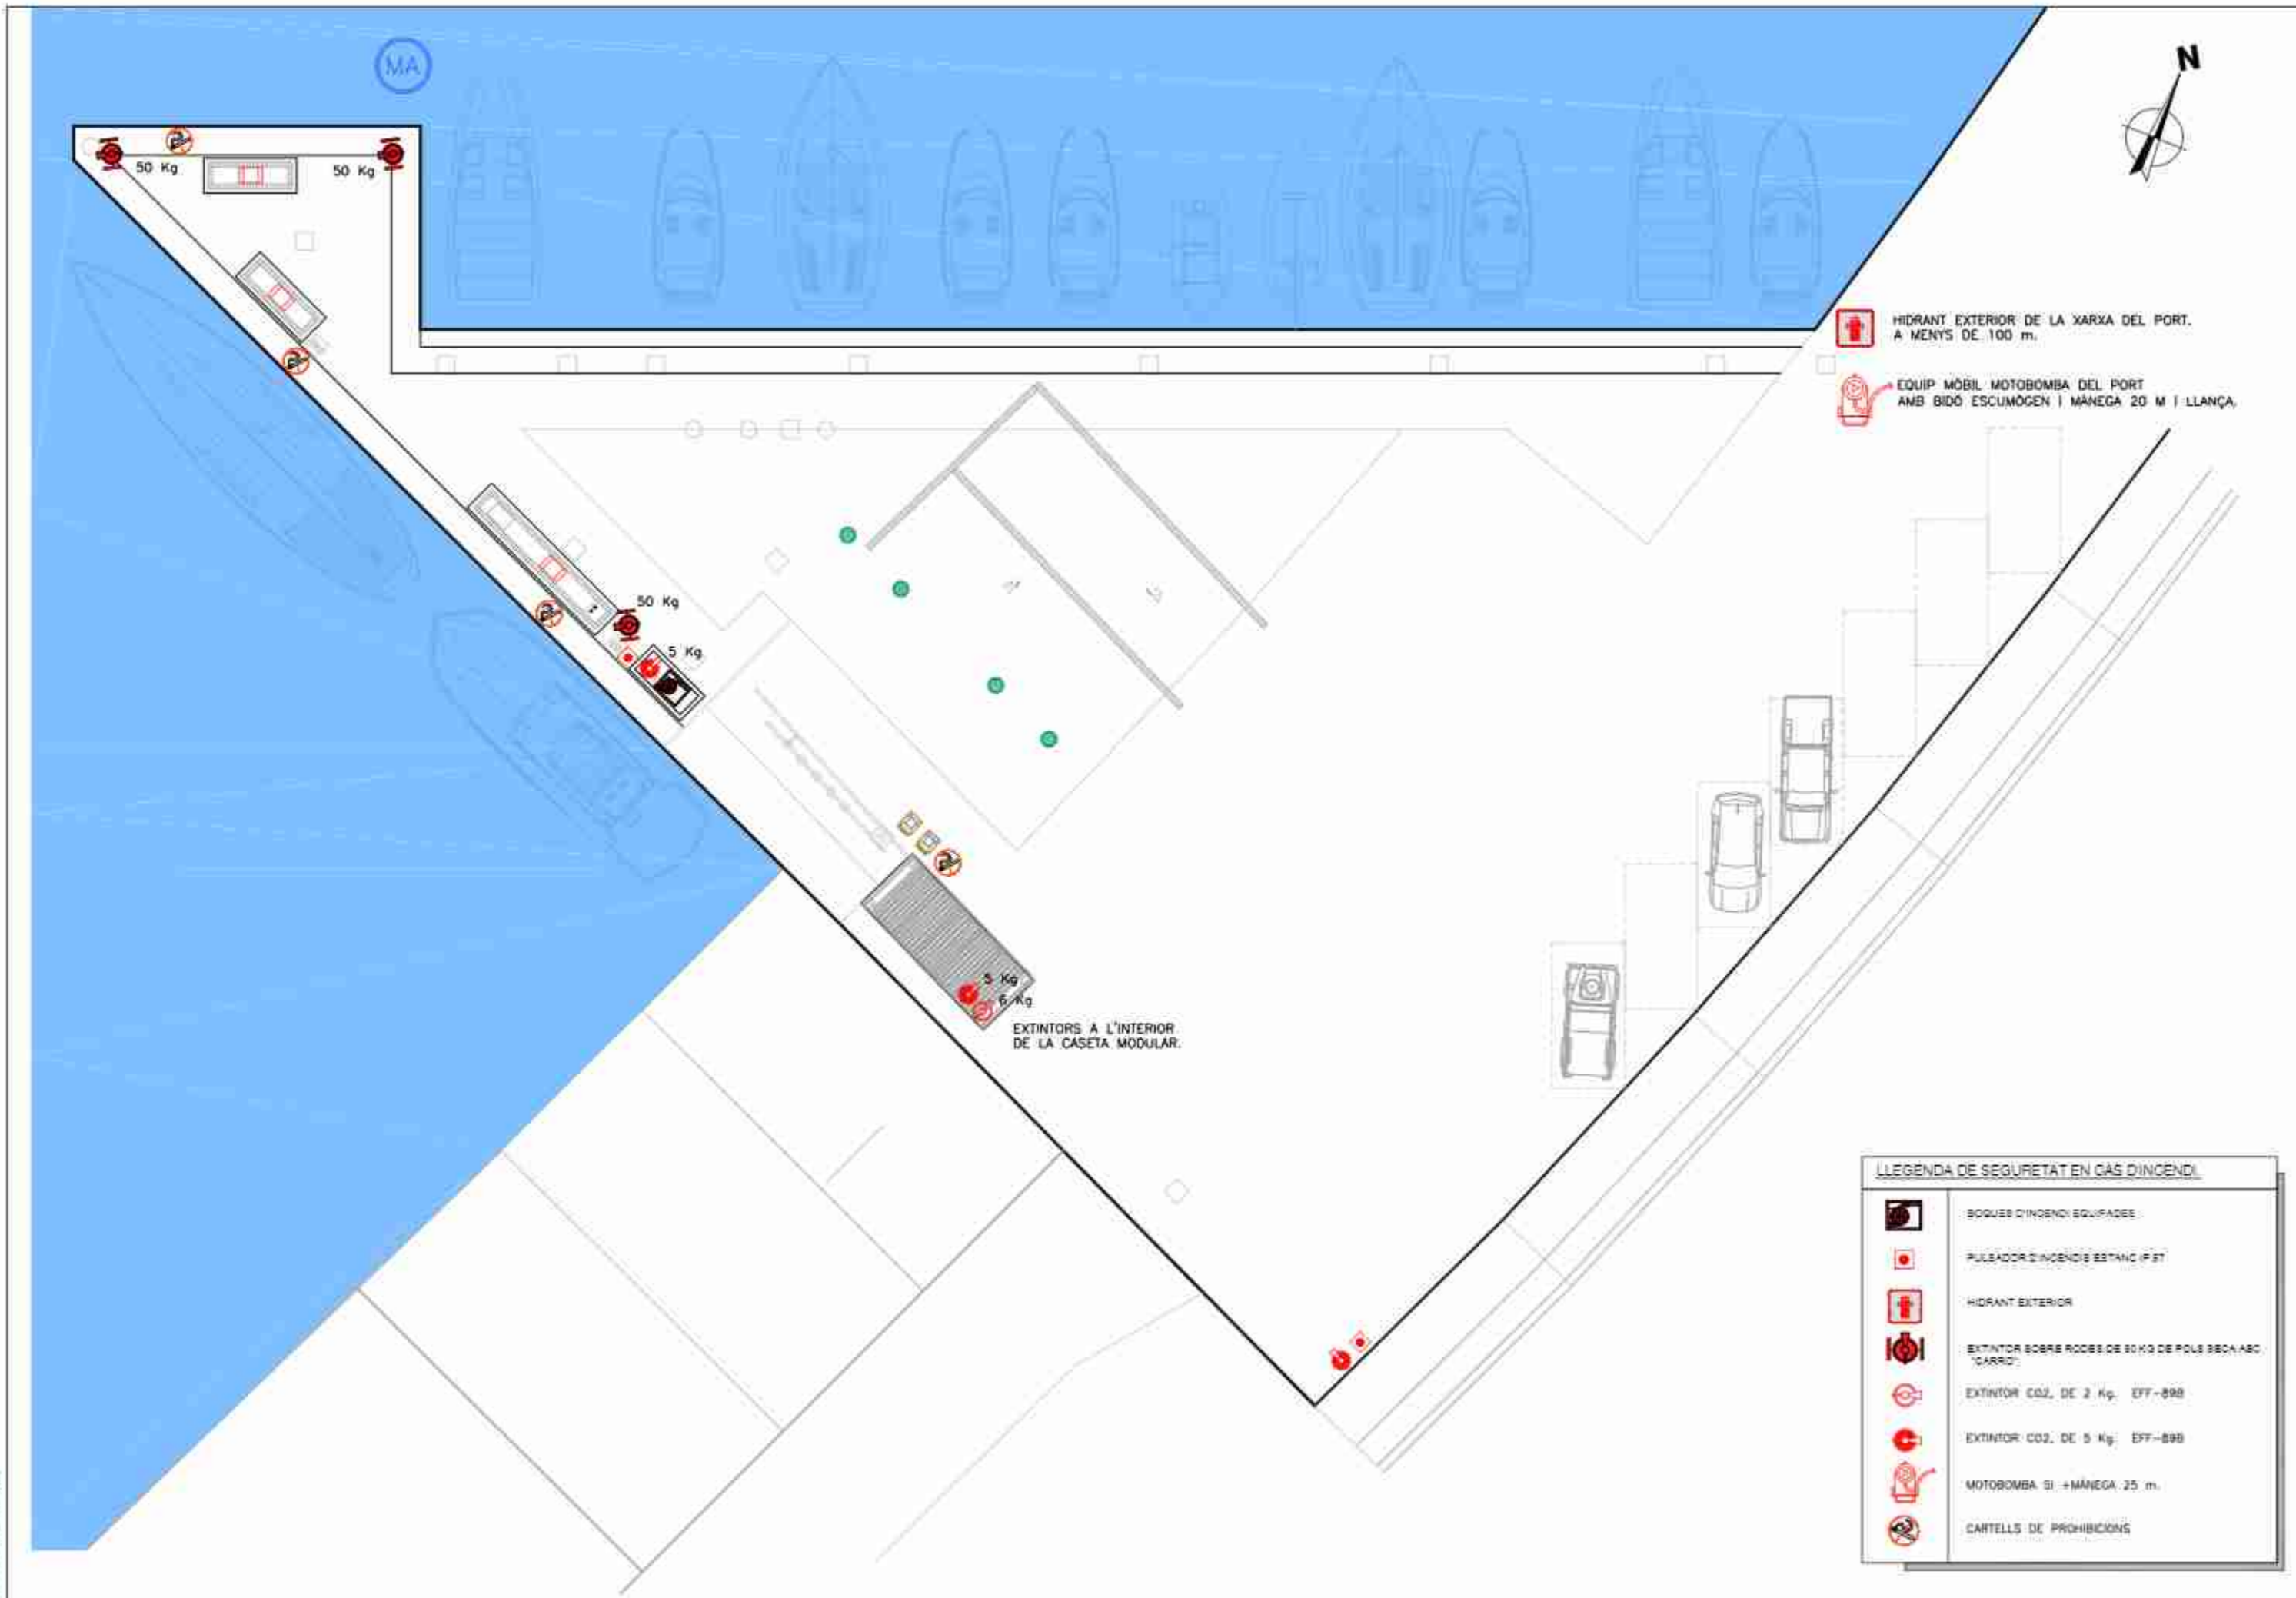 MA
N
50 Kg
50 Kg
HIDRANT EXTERIOR DE LA XARXA DEL PORT.
A MENYS DE 100 m.
EQUIP MÒBIL MOTOBOMBA DEL PORT
AMB BIDÓ ESCUMÒGEN I MÀNEGA 20 M I LLANÇA.
50 Kg
5 Kg
5 Kg
6 Kg
EXTINTORS A L'INTERIOR
DE LA CASETA MODULAR.
LLEGENDA DE SEGURETAT EN CAS D'INCENDI.
BOQUES D'INCENDI EQUIPADES
PULSADOR D'INCENDIS ESTANC IP 67
HIDRANT EXTERIOR
EXTINTOR SOBRE RODES DE 50 KG DE POLS SECA ABC
"CARRO"
EXTINTOR CO2, DE 2 Kg. EFF-89B
EXTINTOR CO2, DE 5 Kg. EFF-89B
MOTOBOMBA SI +MÀNEGA 25 m.
CARTELLS DE PROHIBICIONS